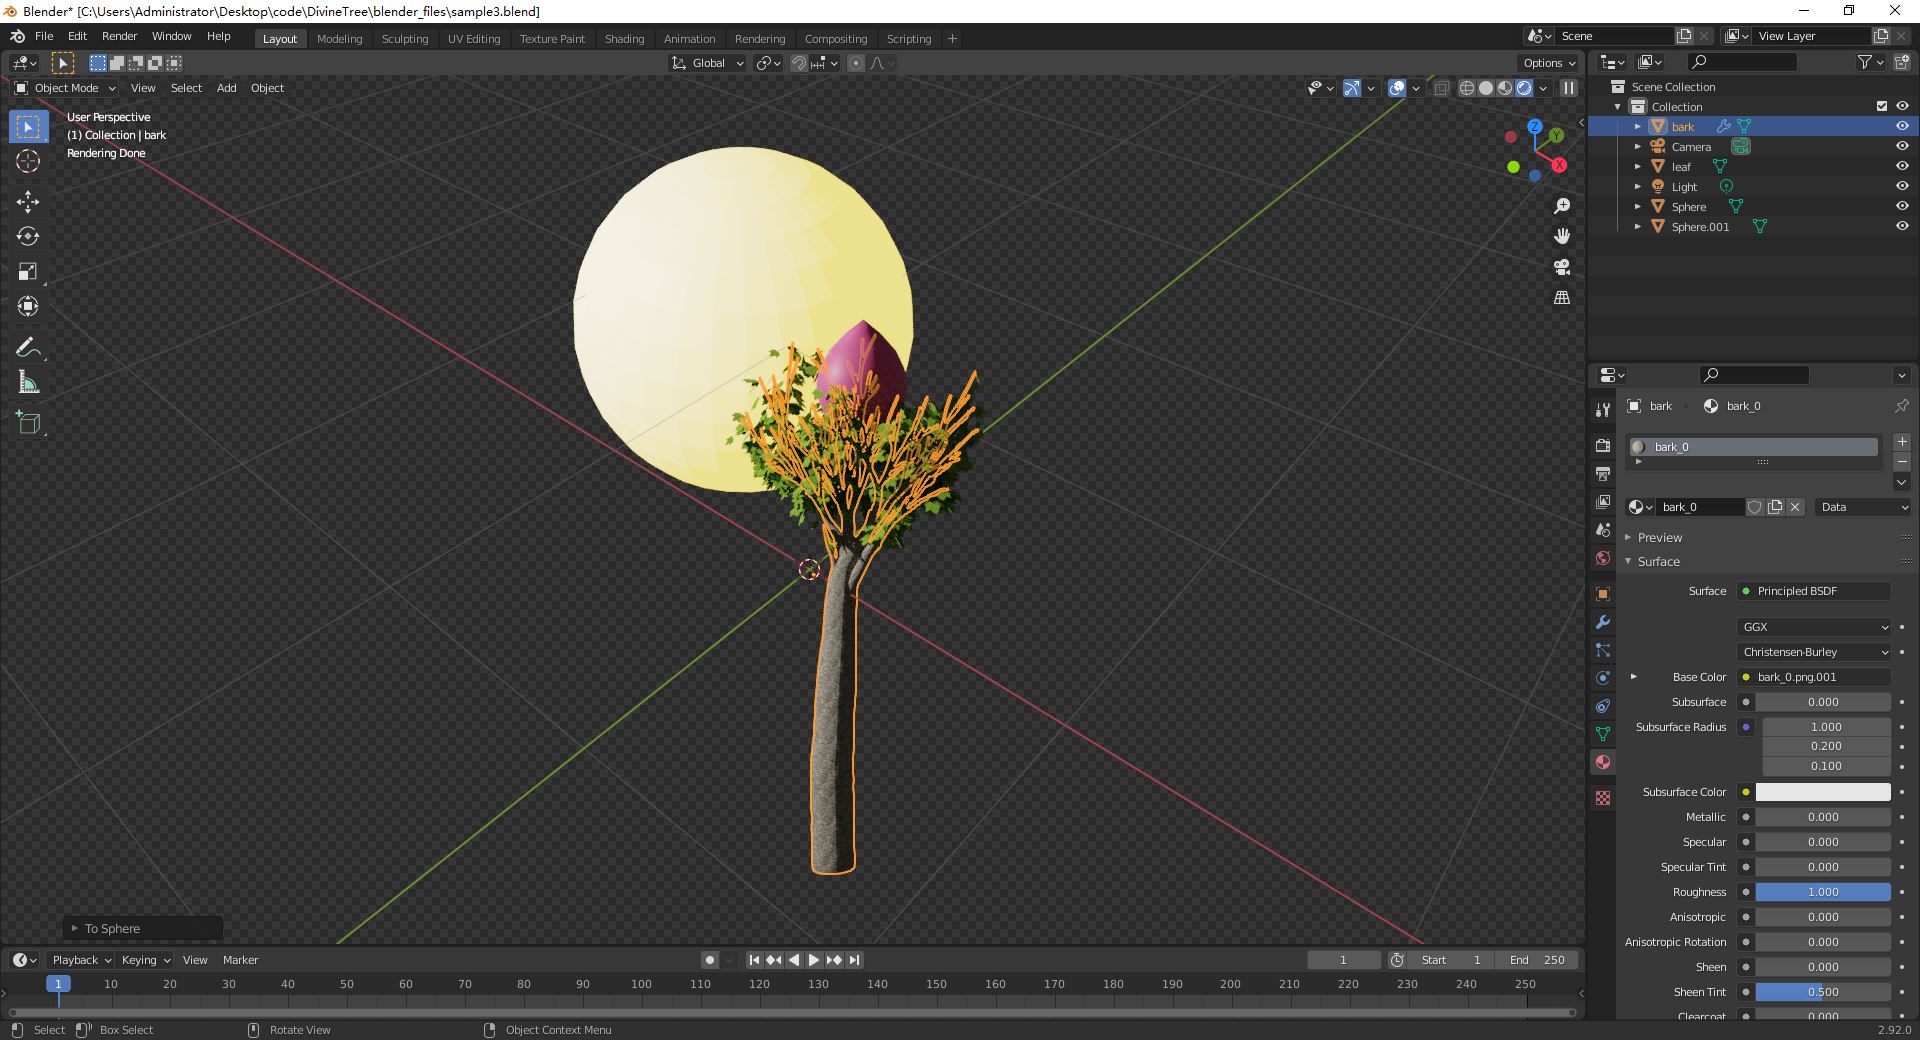 Blender* [C:\Users\Administrator\Desktop\code\DivineTree\blender_files\sample3.blend]
File Edit Render Window Help Layout Modeling Sculpting UV Editing Texture Paint Shading Animation Rendering Compositing Scripting + Scene View Layer
Global Options
Object Mode View Select Add Object
User Perspective
(1) Collection | bark
Rendering Done
Z
Y
X
Scene Collection
Collection
bark
Camera
leaf
Light
Sphere
Sphere.001
bark bark_0
bark_0
bark_0 Data
Preview
Surface
Surface Principled BSDF
GGX
Christensen-Burley
Base Color bark_0.png.001
Subsurface 0.000
Subsurface Radius 1.000
0.200
0.100
Subsurface Color
Metallic 0.000
Specular 0.000
Specular Tint 0.000
Roughness 1.000
Anisotropic 0.000
Anisotropic Rotation 0.000
Sheen 0.000
Sheen Tint 0.500
Clearcoat 0.000
To Sphere
Playback Keying View Marker 1 Start 1 End 250
1 10 20 30 40 50 60 70 80 90 100 110 120 130 140 150 160 170 180 190 200 210 220 230 240 250
Select Box Select Rotate View Object Context Menu 2.92.0